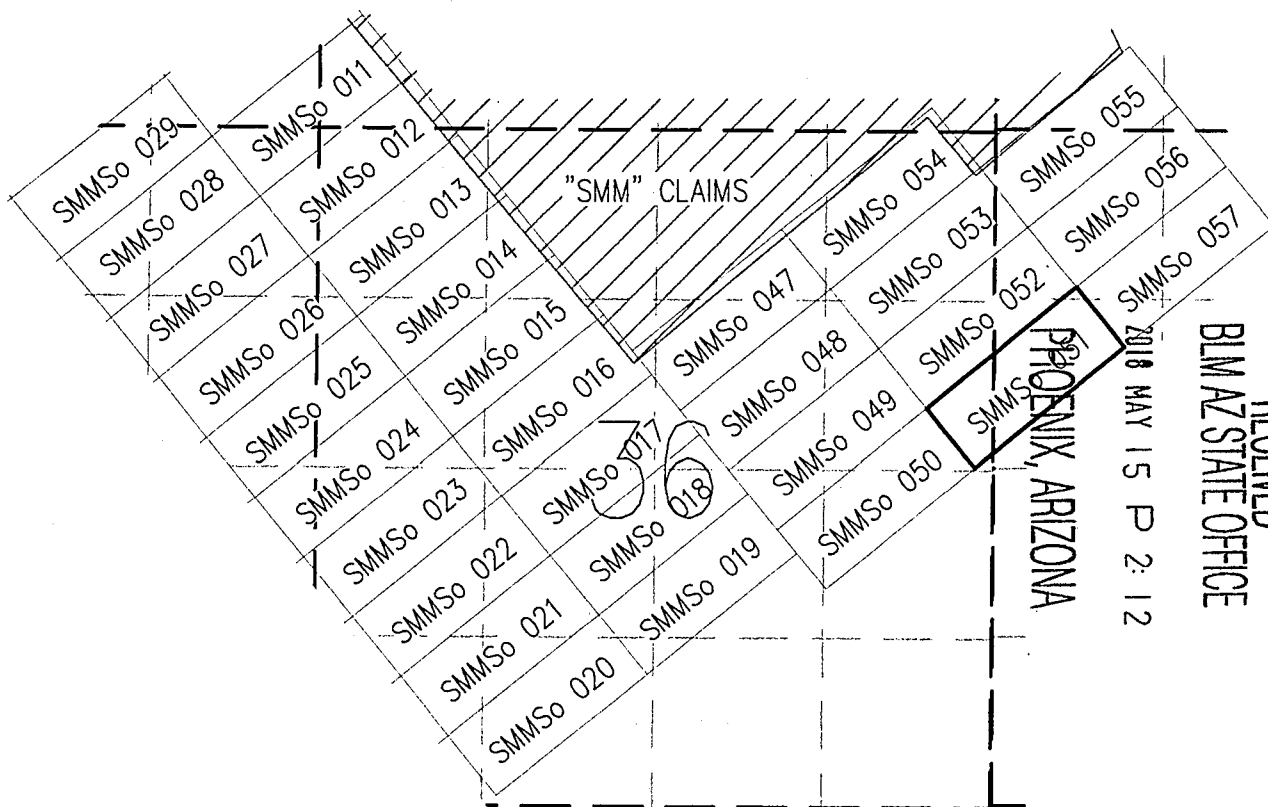 SMMSo 011
SMMSo 012
SMMSo 013
SMMSo 014
SMMSo 015
SMMSo 016
SMMSo 017
SMMSo 018
SMMSo 019
SMMSo 029
SMMSo 028
SMMSo 027
SMMSo 026
SMMSo 025
SMMSo 024
SMMSo 023
SMMSo 022
SMMSo 021
SMMSo 020
"SMM" CLAIMS
36
SMMSo 047
SMMSo 048
SMMSo 049
SMMSo 050
SMMSo 054
SMMSo 053
SMMSo 052
SMMSo 051
SMMSo 055
SMMSo 056
SMMSo 057
RECEIVED
BLM AZ STATE OFFICE
2018 MAY 15 P 2:12
PHOENIX, ARIZONA